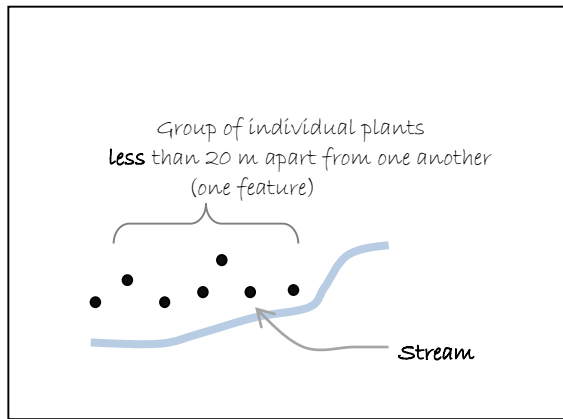 Group of individual plants
less than 20 m apart from one another
(one feature)
Stream